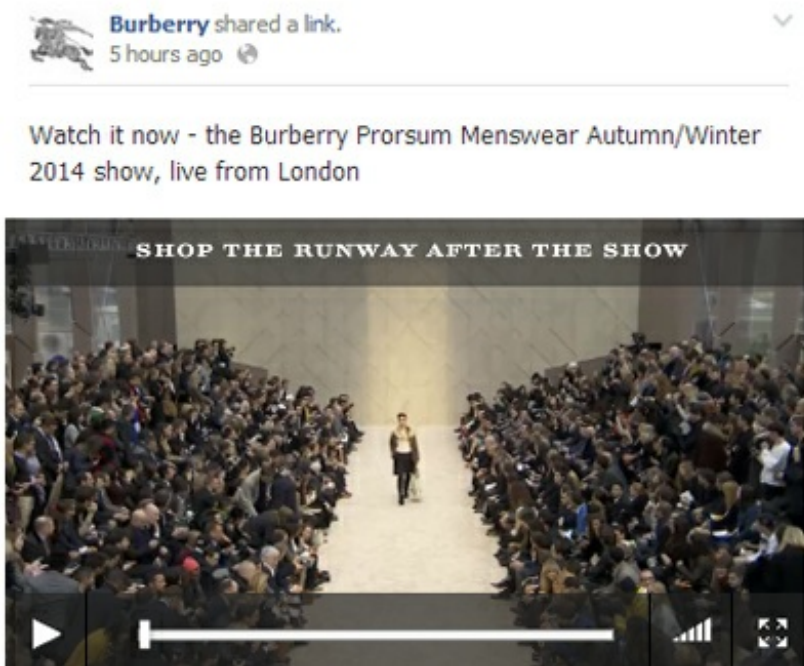 Burberry shared a link.
5 hours ago
Watch it now - the Burberry Prorsum Menswear Autumn/Winter
2014 show, live from London
SHOP THE RUNWAY AFTER THE SHOW